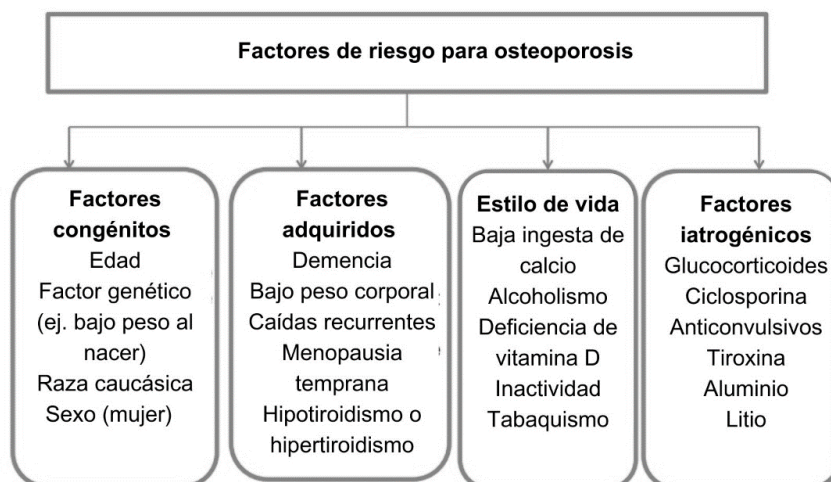 Factores de riesgo para osteoporosis
Factores
congénitos
Edad
Factor genético
(ej. bajo peso al
nacer)
Raza caucásica
Sexo (mujer)
Factores
adquiridos
Demencia
Bajo peso corporal
Caídas recurrentes
Menopausia
temprana
Hipotiroidismo o
hipertiroidismo
Estilo de vida
Baja ingesta de
calcio
Alcoholismo
Deficiencia de
vitamina D
Inactividad
Tabaquismo
Factores
iatrogénicos
Glucocorticoides
Ciclosporina
Anticonvulsivos
Tiroxina
Aluminio
Litio